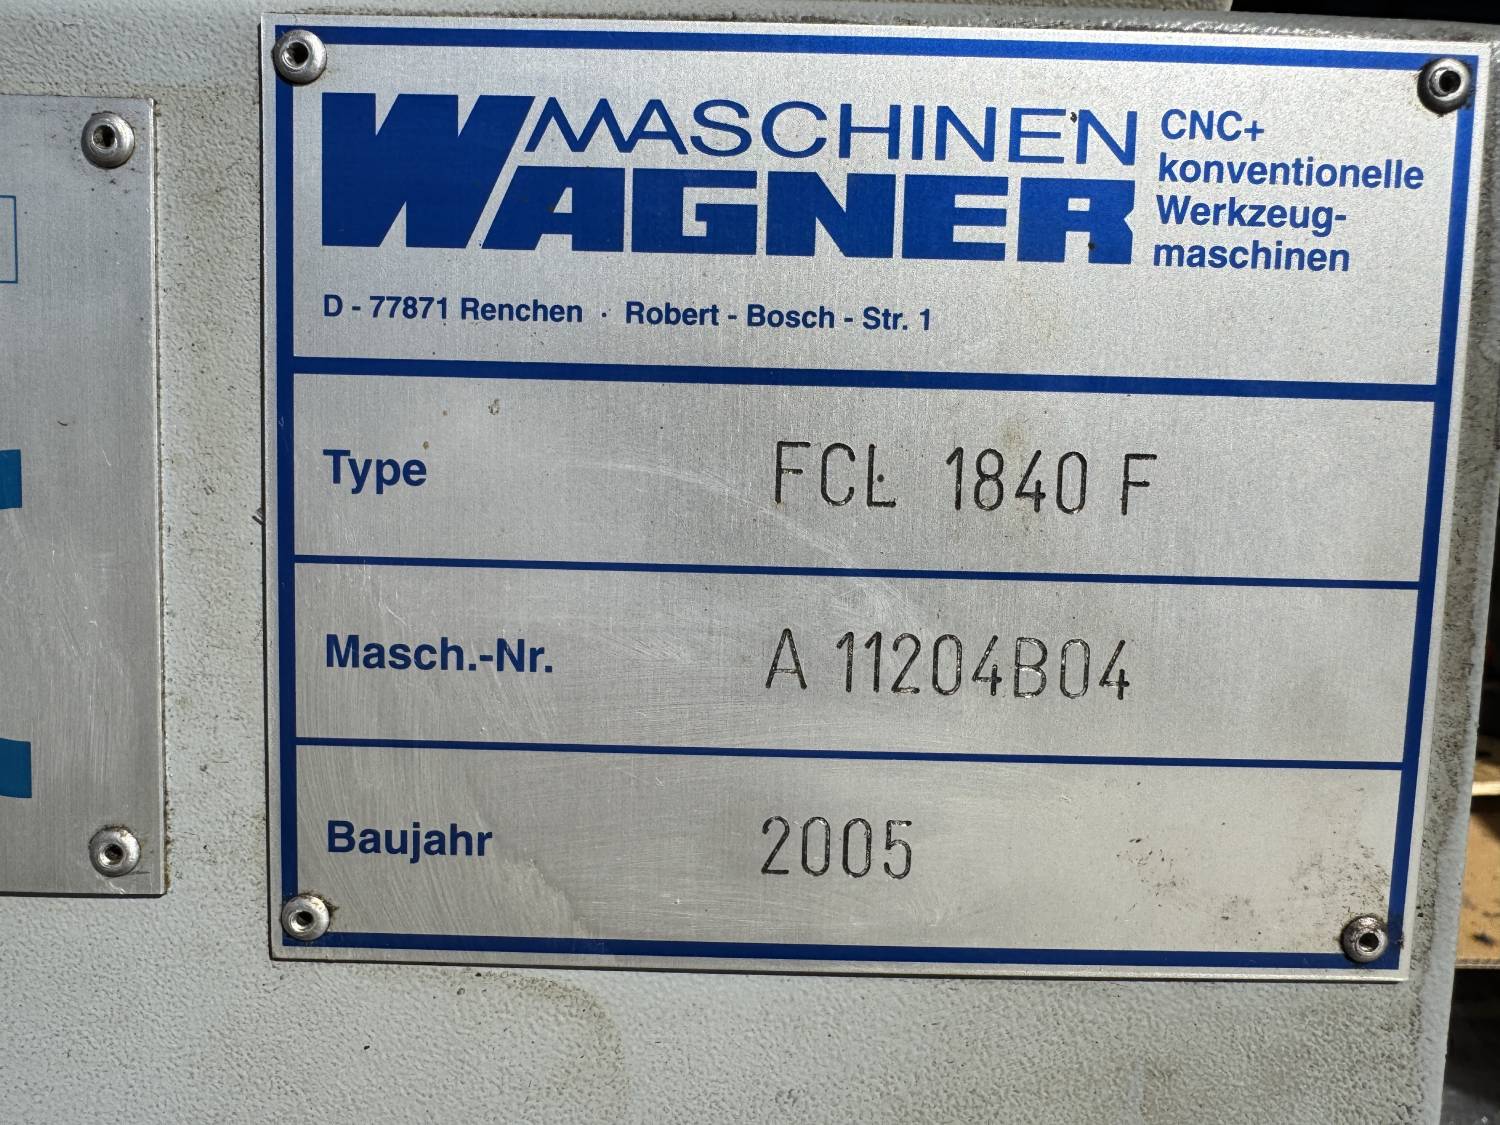 MASCHINEN
WAGNER
CNC+
konventionelle
Werkzeug-
maschinen
D - 77871 Renchen · Robert - Bosch - Str. 1
Type FCL 1840 F
Masch.-Nr. A 11204B04
Baujahr 2005